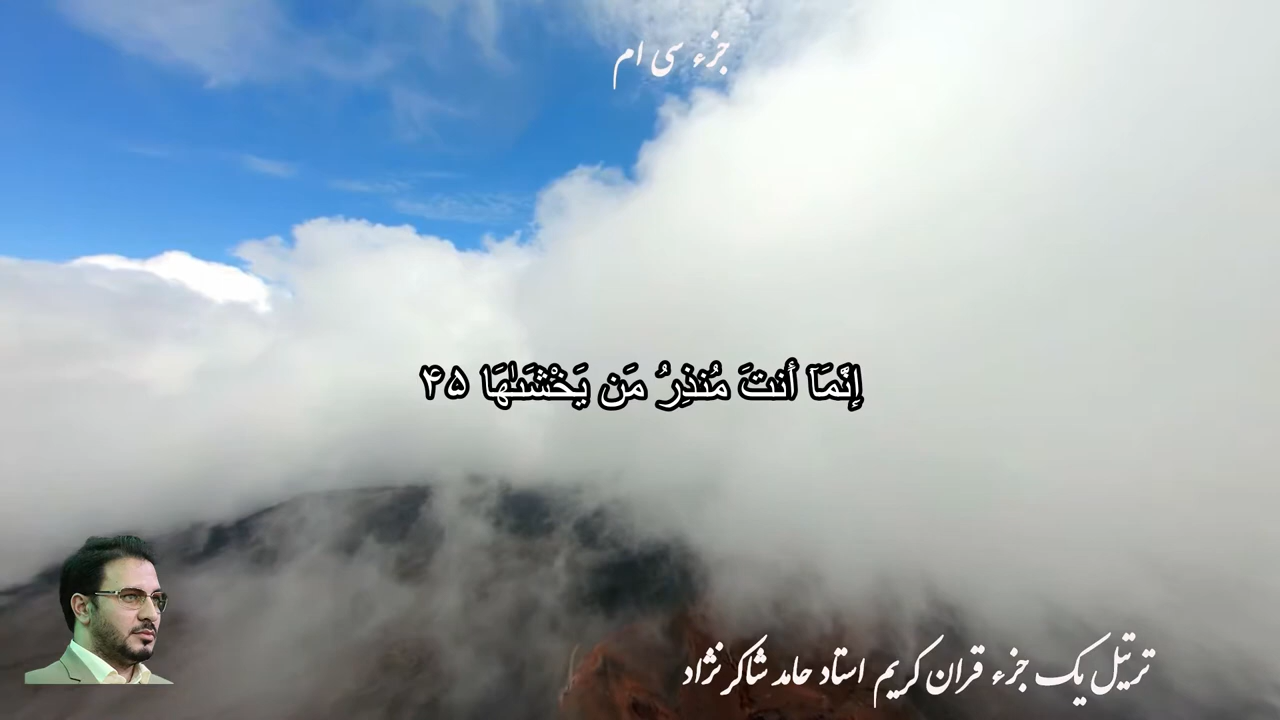 جزء سی ام
إِنَّمَآ أَنتَ مُنذِرُ مَن يَخْشَىٰهَا ۴۵
ترتیل یک جزء قران کریم استاد حامد شاکرنژاد